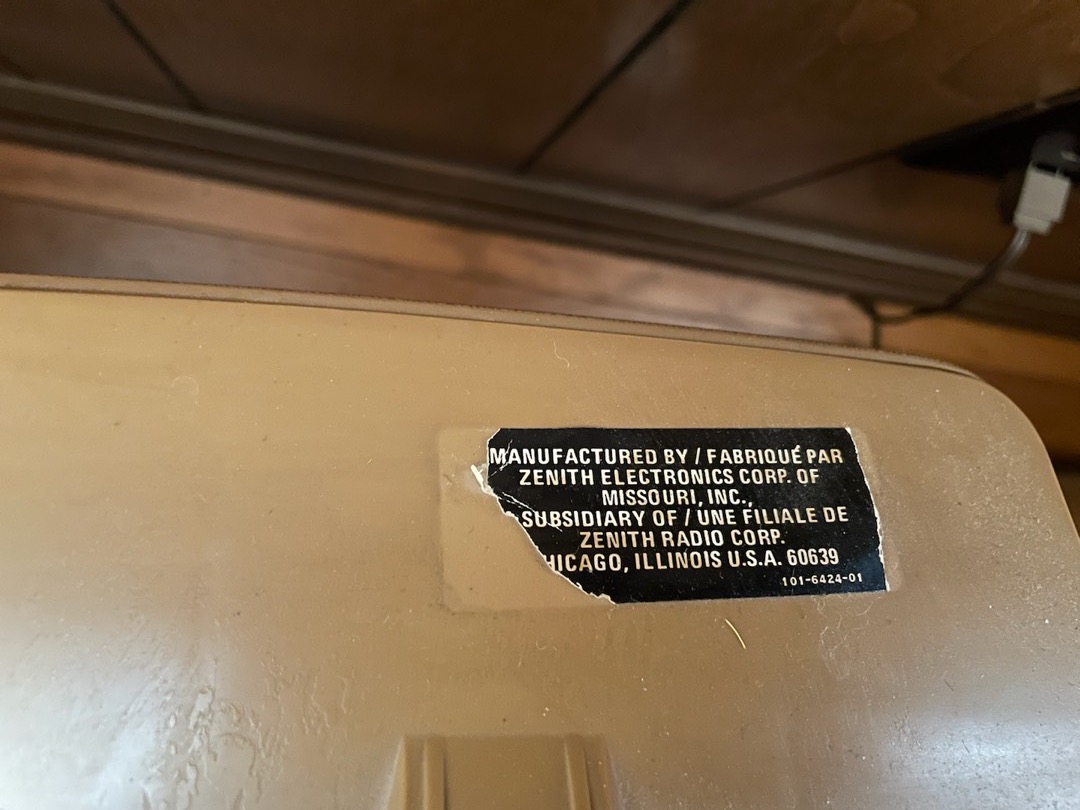 MANUFACTURED BY / FABRIQUÉ PAR
ZENITH ELECTRONICS CORP. OF
MISSOURI, INC.,
SUBSIDIARY OF / UNE FILIALE DE
ZENITH RADIO CORP.
HICAGO, ILLINOIS U.S.A. 60639
101-6424-01